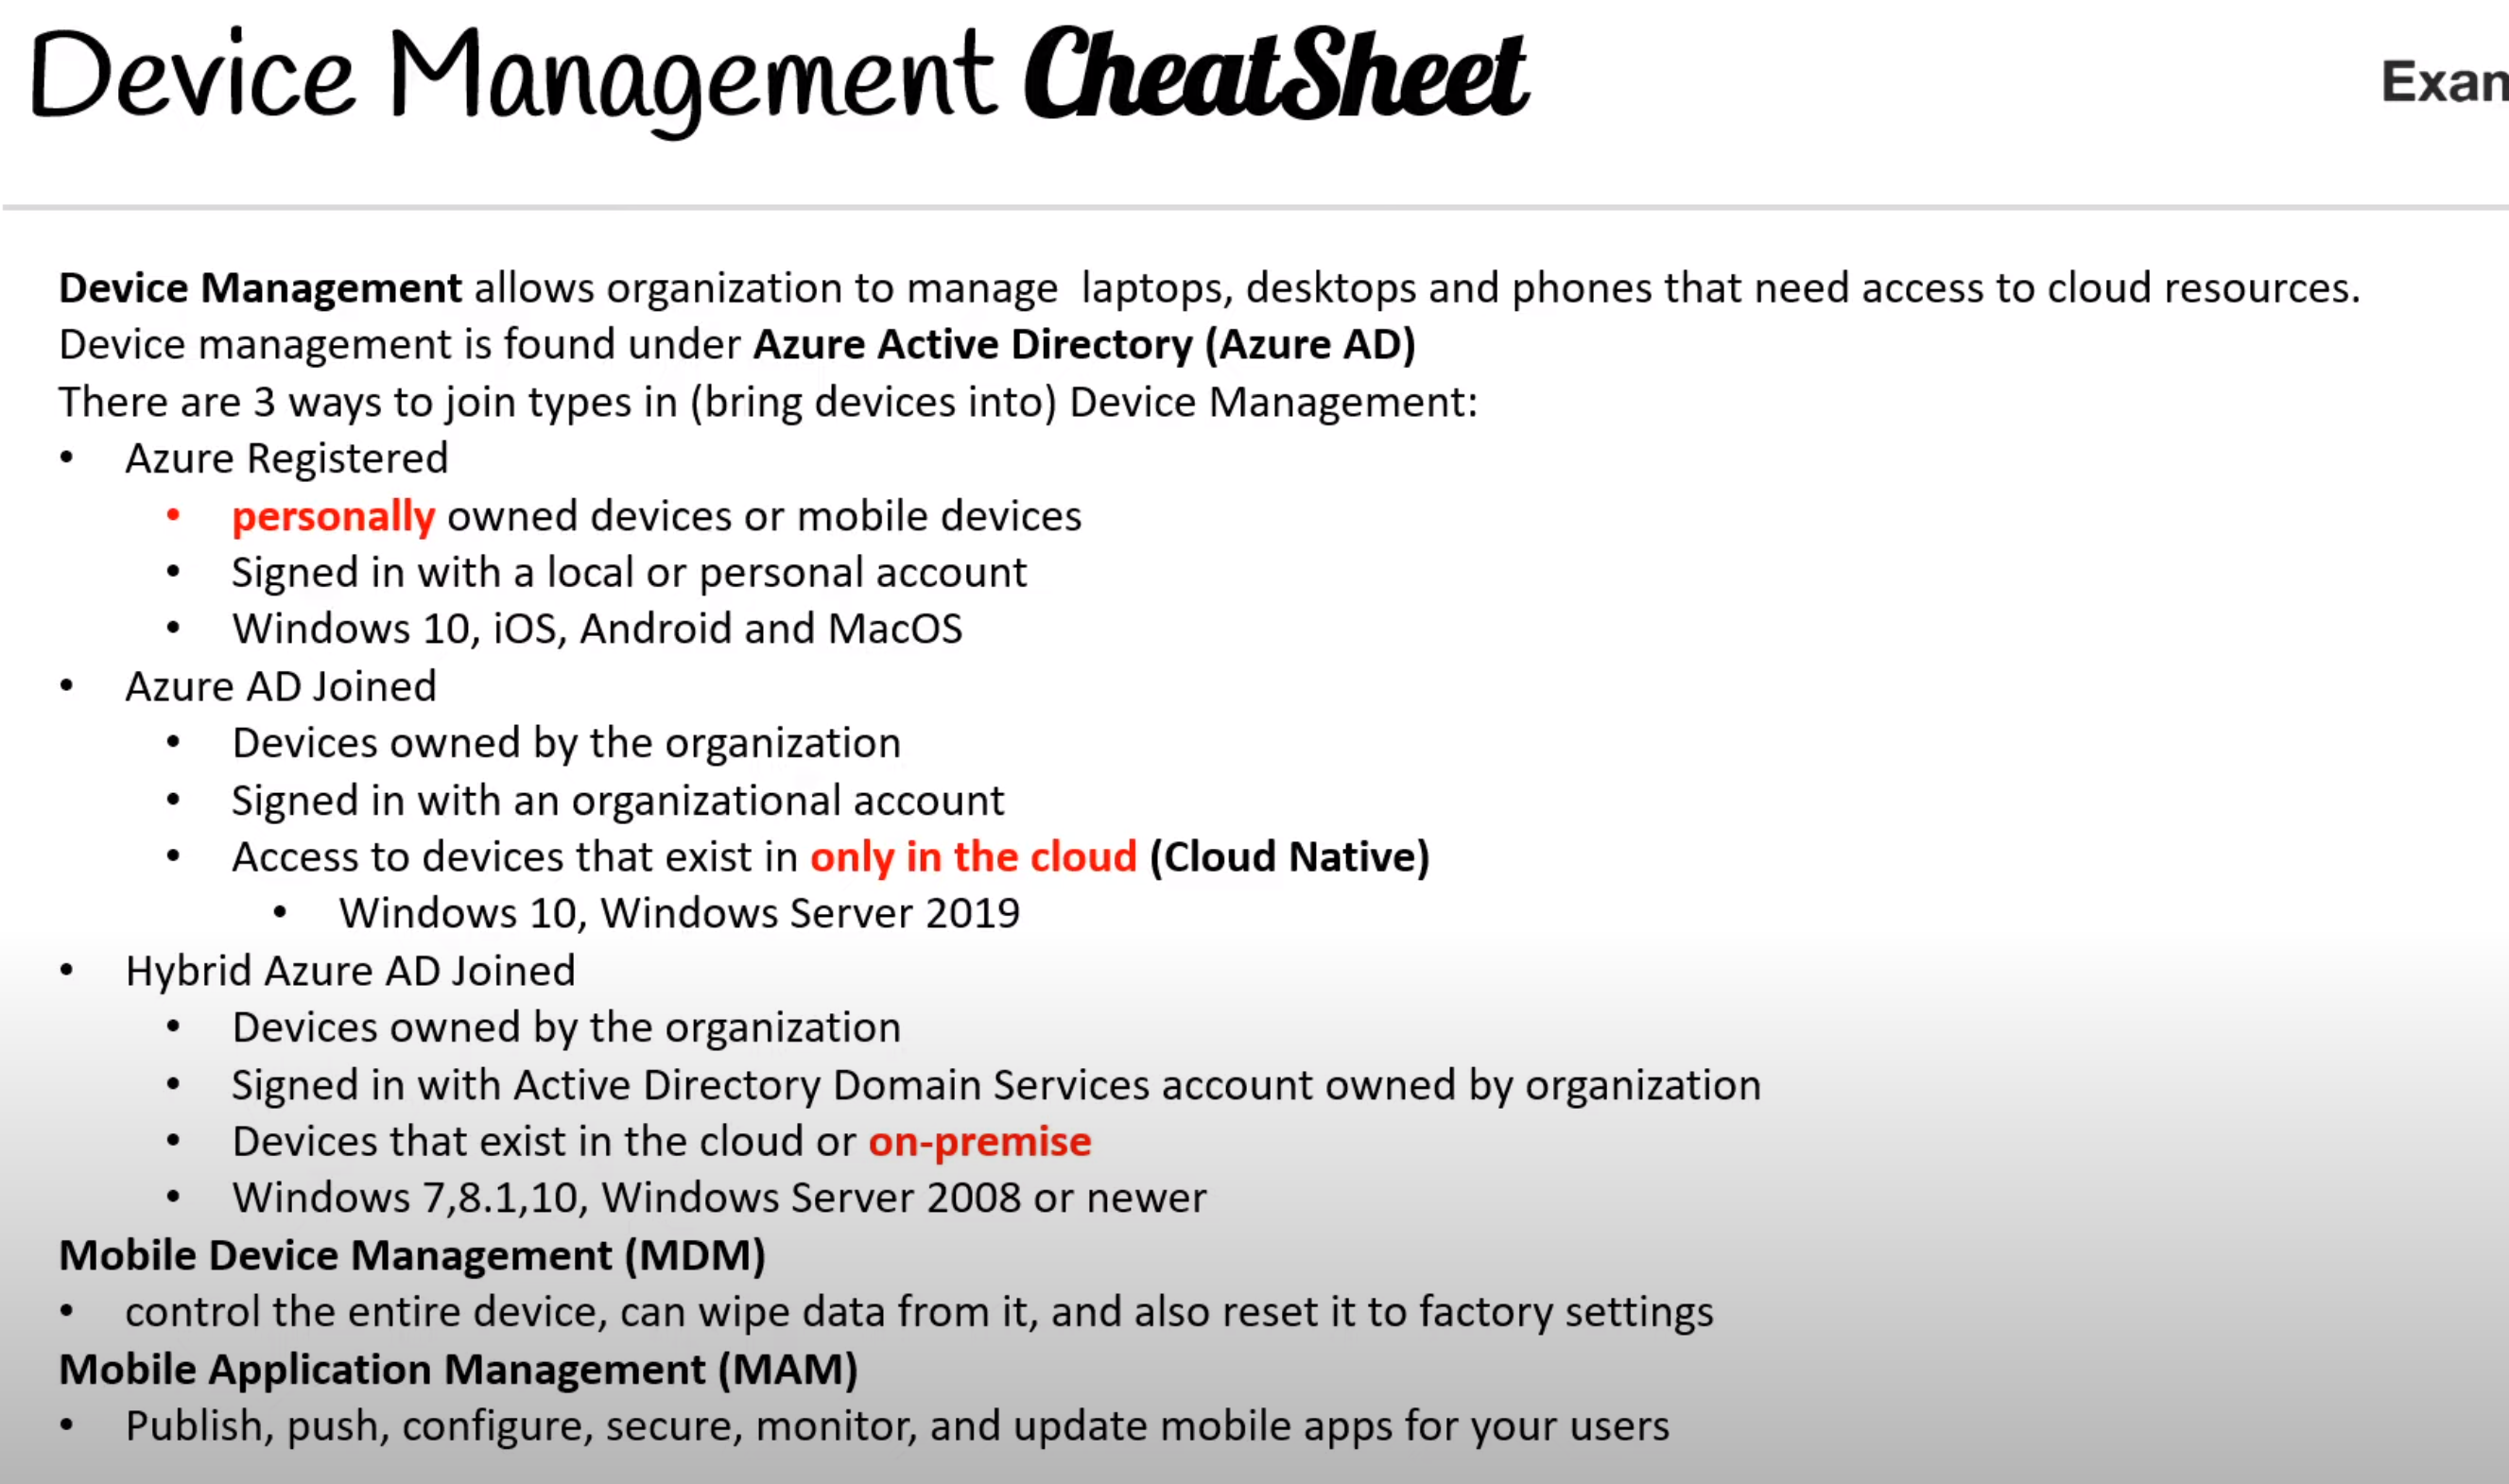 Device Management CheatSheet
Exan
Device Management allows organization to manage  laptops, desktops and phones that need access to cloud resources.
Device management is found under Azure Active Directory (Azure AD)
There are 3 ways to join types in (bring devices into) Device Management:
• Azure Registered
• personally owned devices or mobile devices
• Signed in with a local or personal account
• Windows 10, iOS, Android and MacOS
• Azure AD Joined
• Devices owned by the organization
• Signed in with an organizational account
• Access to devices that exist in only in the cloud (Cloud Native)
• Windows 10, Windows Server 2019
• Hybrid Azure AD Joined
• Devices owned by the organization
• Signed in with Active Directory Domain Services account owned by organization
• Devices that exist in the cloud or on-premise
• Windows 7,8.1,10, Windows Server 2008 or newer
Mobile Device Management (MDM)
• control the entire device, can wipe data from it, and also reset it to factory settings
Mobile Application Management (MAM)
• Publish, push, configure, secure, monitor, and update mobile apps for your users